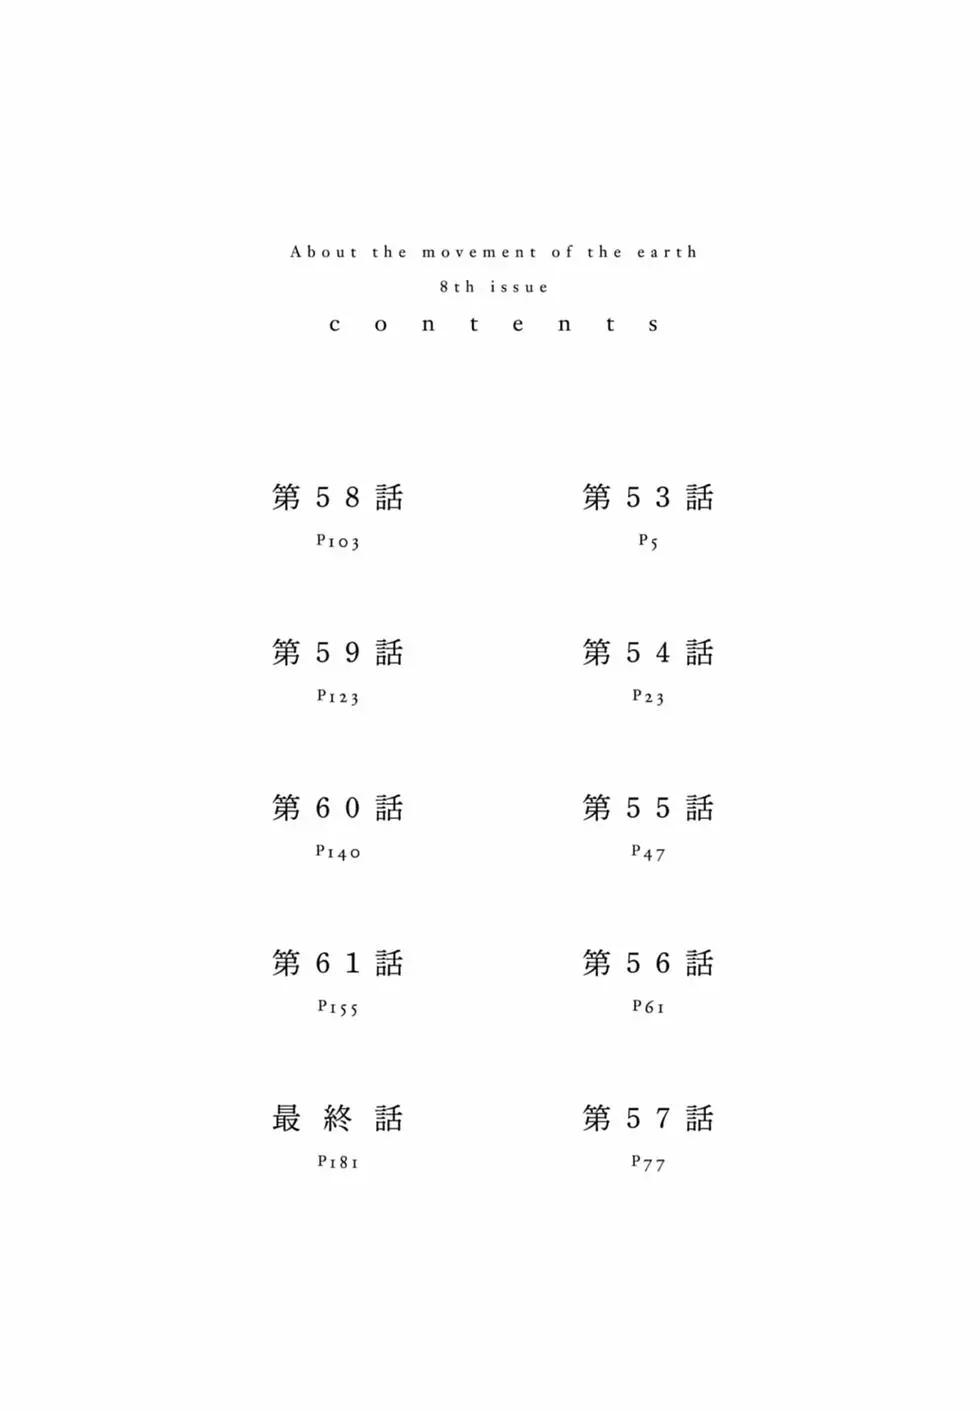 About the movement of the earth
8th issue
contents
第53話
P5
第54話
P23
第55話
P47
第56話
P61
第57話
P77
第58話
P103
第59話
P123
第60話
P140
第61話
P155
最終話
P181